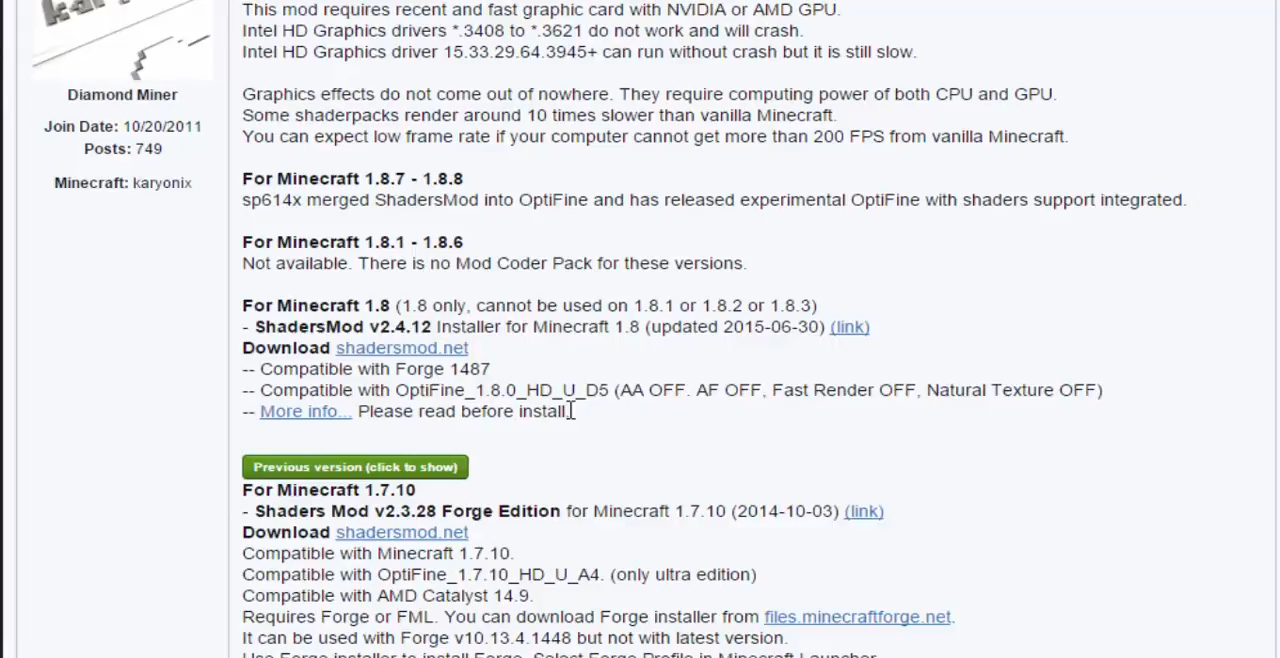 This mod requires recent and fast graphic card with NVIDIA or AMD GPU.
Intel HD Graphics drivers *.3408 to *.3621 do not work and will crash.
Intel HD Graphics driver 15.33.29.64.3945+ can run without crash but it is still slow.
Diamond Miner
Join Date: 10/20/2011
Posts: 749
Minecraft: karyonix
Graphics effects do not come out of nowhere. They require computing power of both CPU and GPU.
Some shaderpacks render around 10 times slower than vanilla Minecraft.
You can expect low frame rate if your computer cannot get more than 200 FPS from vanilla Minecraft.
For Minecraft 1.8.7 - 1.8.8
sp614x merged ShadersMod into OptiFine and has released experimental OptiFine with shaders support integrated.
For Minecraft 1.8.1 - 1.8.6
Not available. There is no Mod Coder Pack for these versions.
For Minecraft 1.8 (1.8 only, cannot be used on 1.8.1 or 1.8.2 or 1.8.3)
- ShadersMod v2.4.12 Installer for Minecraft 1.8 (updated 2015-06-30) (link)
Download shadersmod.net
-- Compatible with Forge 1487
-- Compatible with OptiFine_1.8.0_HD_U_D5 (AA OFF. AF OFF, Fast Render OFF, Natural Texture OFF)
-- More info... Please read before install.
Previous version (click to show)
For Minecraft 1.7.10
- Shaders Mod v2.3.28 Forge Edition for Minecraft 1.7.10 (2014-10-03) (link)
Download shadersmod.net
Compatible with Minecraft 1.7.10.
Compatible with OptiFine_1.7.10_HD_U_A4. (only ultra edition)
Compatible with AMD Catalyst 14.9.
Requires Forge or FML. You can download Forge installer from files.minecraftforge.net.
It can be used with Forge v10.13.4.1448 but not with latest version.
Use Forge installer to install Forge. Select Forge Profile in Minecraft Launcher.